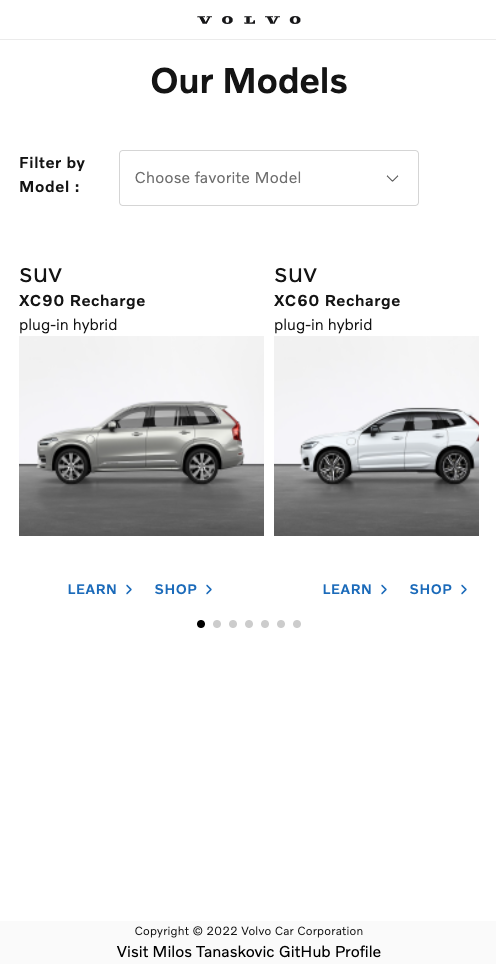 VOLVO
Our Models
Filter by
Model :
Choose favorite Model
SUV
XC90 Recharge
plug-in hybrid
SUV
XC60 Recharge
plug-in hybrid
LEARN
SHOP
LEARN
SHOP
Copyright © 2022 Volvo Car Corporation
Visit Milos Tanaskovic GitHub Profile